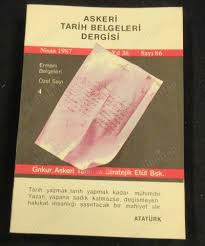 ASKERİ
TARİH BELGELERİ
DERGİSİ
Nisan 1987
Yıl 36
Sayı 86
Ermeni
Belgeleri
Özel Sayı
4
Gnkur. Askeri Tarih ve Stratejik Etüt Bşk.
Tarih yazmak, tarih yapmak kadar mühimdir.
Yazan yapana sadık kalmazsa, değişmeyen
hakikat insanlığı şaşırtacak bir mahiyet alır.
ATATÜRK